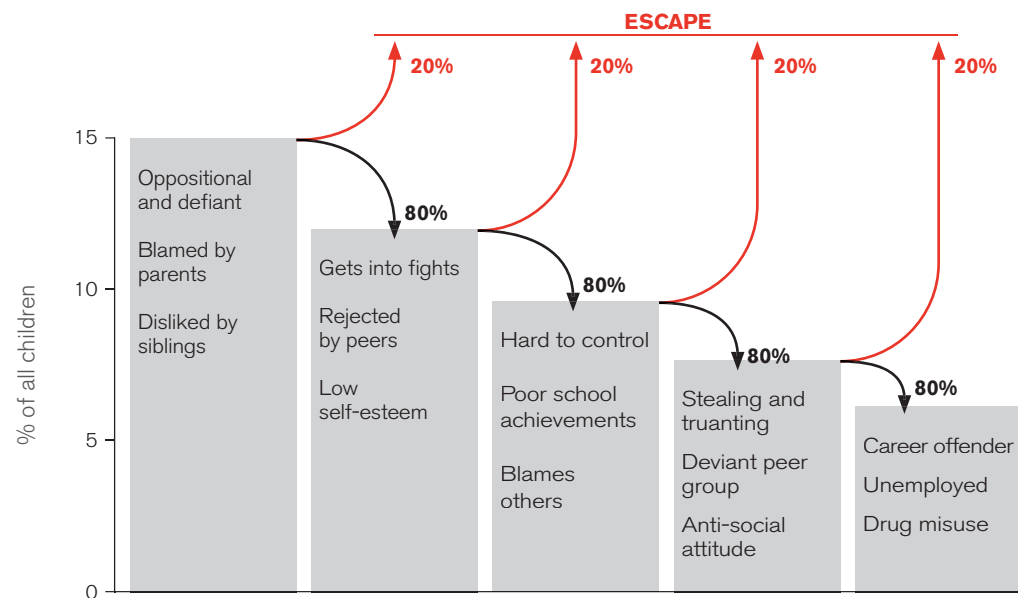 ESCAPE
20%
20%
20%
20%
% of all children
15
10
5
0
Oppositional
and defiant
Blamed by
parents
Disliked by
siblings
80%
Gets into fights
Rejected
by peers
Low
self-esteem
80%
Hard to control
Poor school
achievements
Blames
others
80%
Stealing and
truanting
Deviant peer
group
Anti-social
attitude
80%
Career offender
Unemployed
Drug misuse